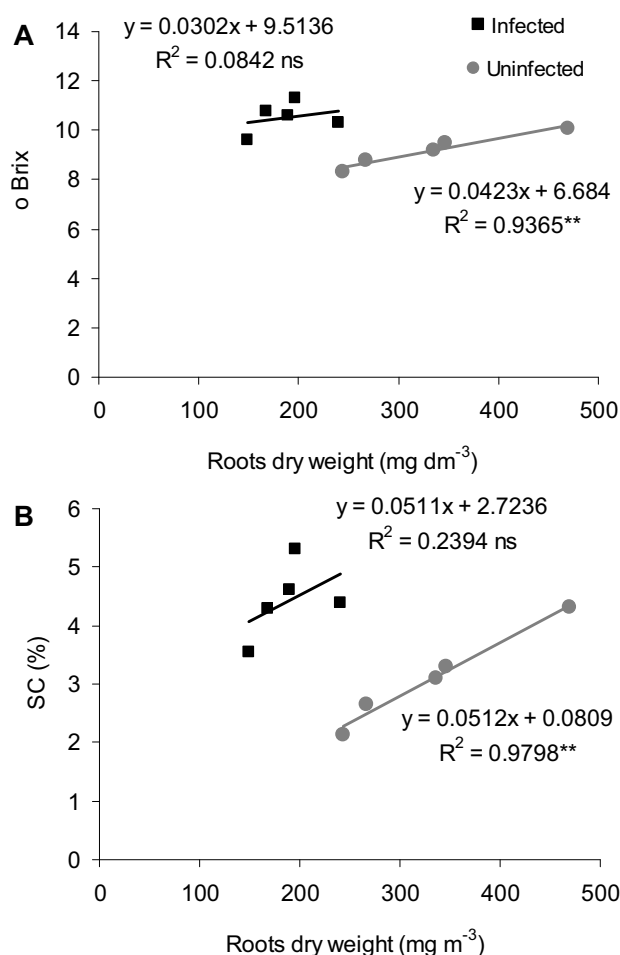 A
y = 0.0302x + 9.5136
R² = 0.0842 ns
Infected
Uninfected
14
12
10
8
6
4
2
0
o Brix
y = 0.0423x + 6.684
R² = 0.9365**
0 100 200 300 400 500
Roots dry weight (mg dm⁻³)
B
y = 0.0511x + 2.7236
R² = 0.2394 ns
6
5
4
3
2
1
0
SC (%)
y = 0.0512x + 0.0809
R² = 0.9798**
0 100 200 300 400 500
Roots dry weight (mg m⁻³)